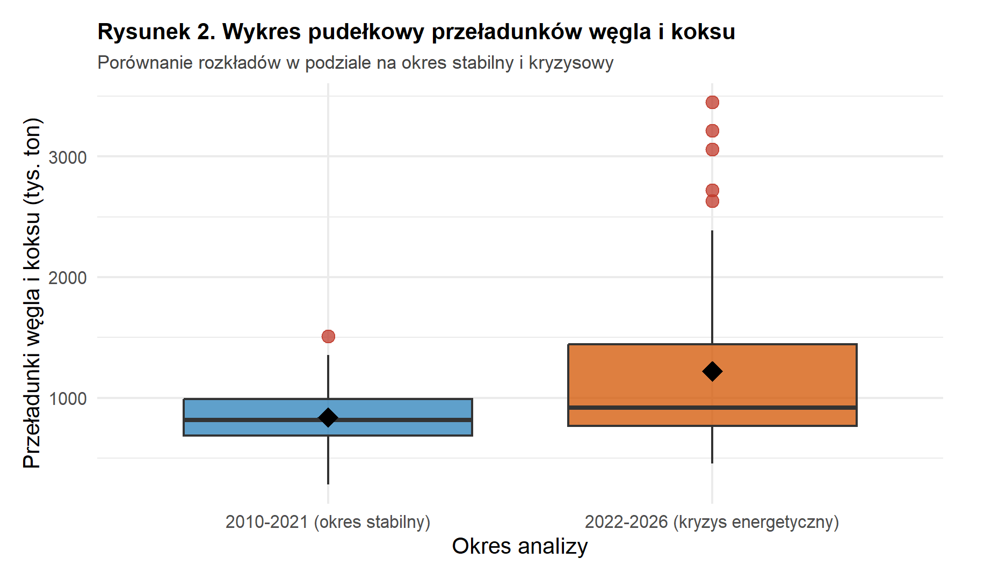 Rysunek 2. Wykres pudełkowy przeładunków węgla i koksu
Porównanie rozkładów w podziale na okres stabilny i kryzysowy
Przeładunki węgla i koksu (tys. ton)
3000
2000
1000
2010-2021 (okres stabilny)
2022-2026 (kryzys energetyczny)
Okres analizy